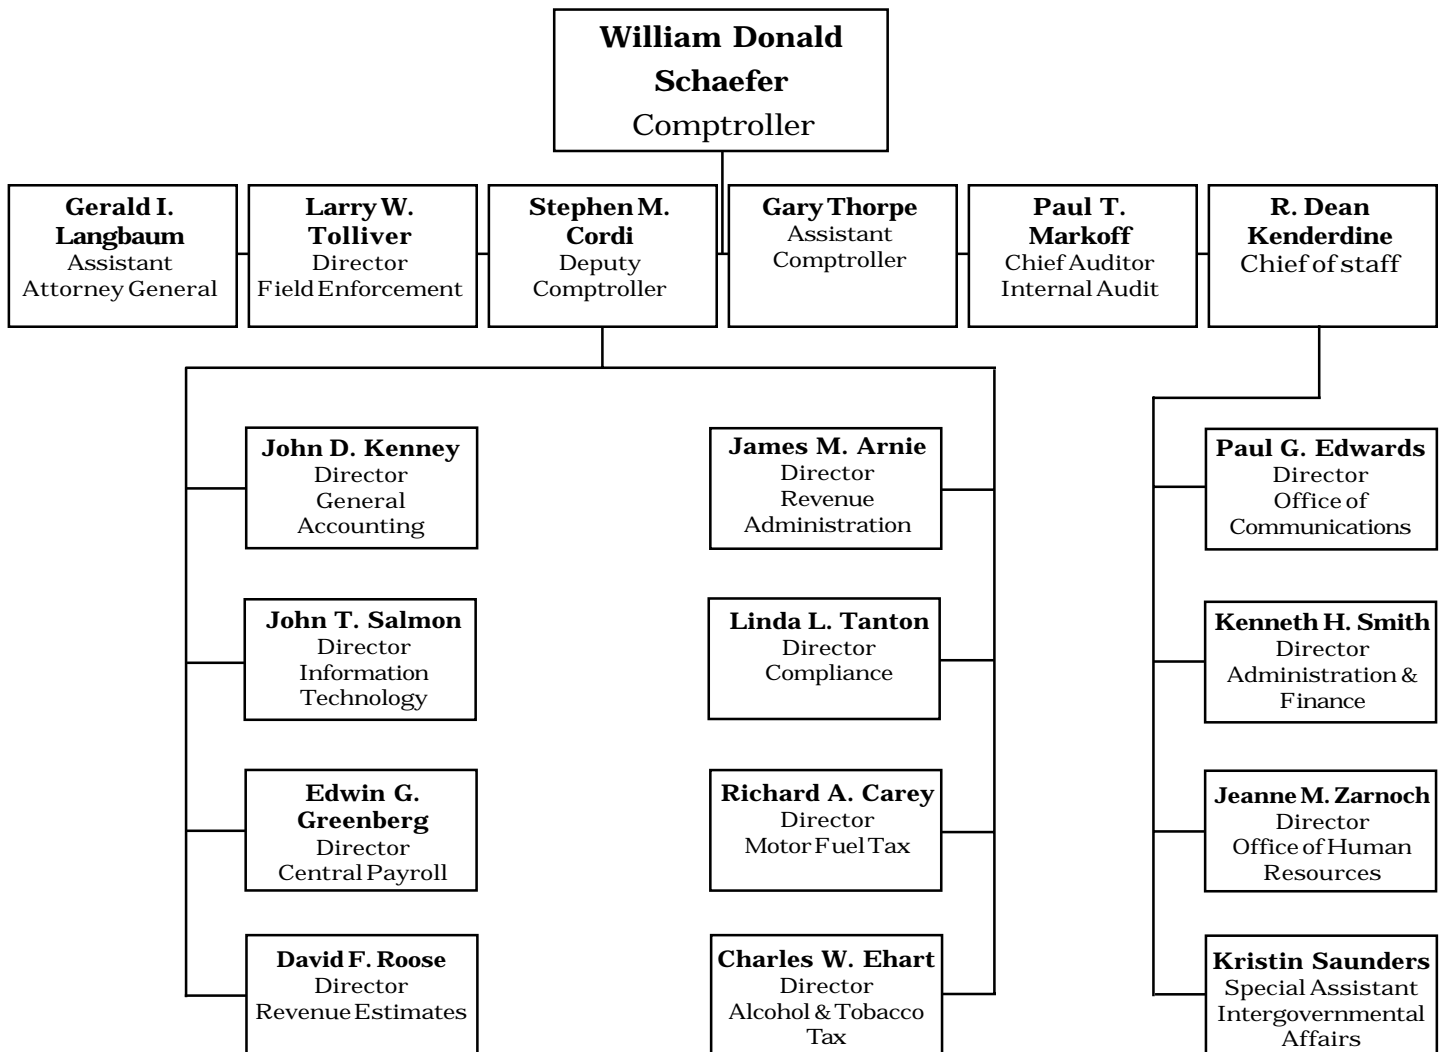 William Donald
Schaefer
Comptroller
Gerald I.
Langbaum
Assistant
Attorney General
Larry W.
Tolliver
Director
Field Enforcement
Stephen M.
Cordi
Deputy
Comptroller
Gary Thorpe
Assistant
Comptroller
Paul T.
Markoff
Chief Auditor
Internal Audit
R. Dean
Kenderdine
Chief of staff
John D. Kenney
Director
General
Accounting
James M. Arnie
Director
Revenue
Administration
Paul G. Edwards
Director
Office of
Communications
John T. Salmon
Director
Information
Technology
Linda L. Tanton
Director
Compliance
Kenneth H. Smith
Director
Administration &
Finance
Edwin G.
Greenberg
Director
Central Payroll
Richard A. Carey
Director
Motor Fuel Tax
Jeanne M. Zarnoch
Director
Office of Human
Resources
David F. Roose
Director
Revenue Estimates
Charles W. Ehart
Director
Alcohol & Tobacco
Tax
Kristin Saunders
Special Assistant
Intergovernmental
Affairs